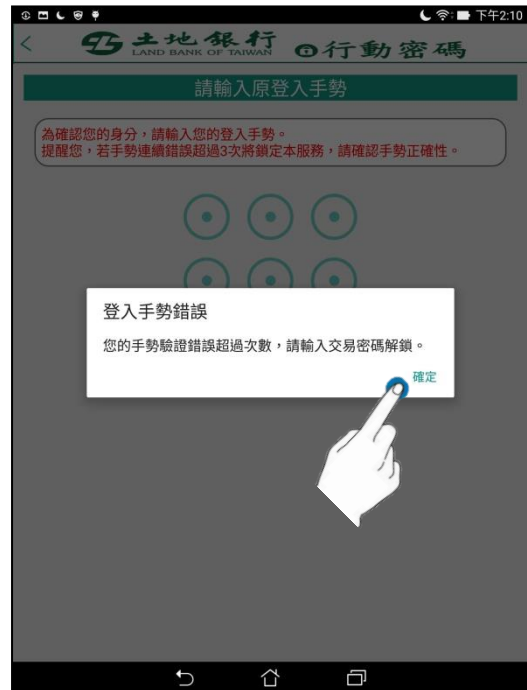 下午2:10
土地銀行 行動密碼
LAND BANK OF TAIWAN
請輸入原登入手勢
為確認您的身分，請輸入您的登入手勢。
提醒您，若手勢連續錯誤超過3次將鎖定本服務，請確認手勢正確性。
登入手勢錯誤
您的手勢驗證錯誤超過次數，請輸入交易密碼解鎖。
確定